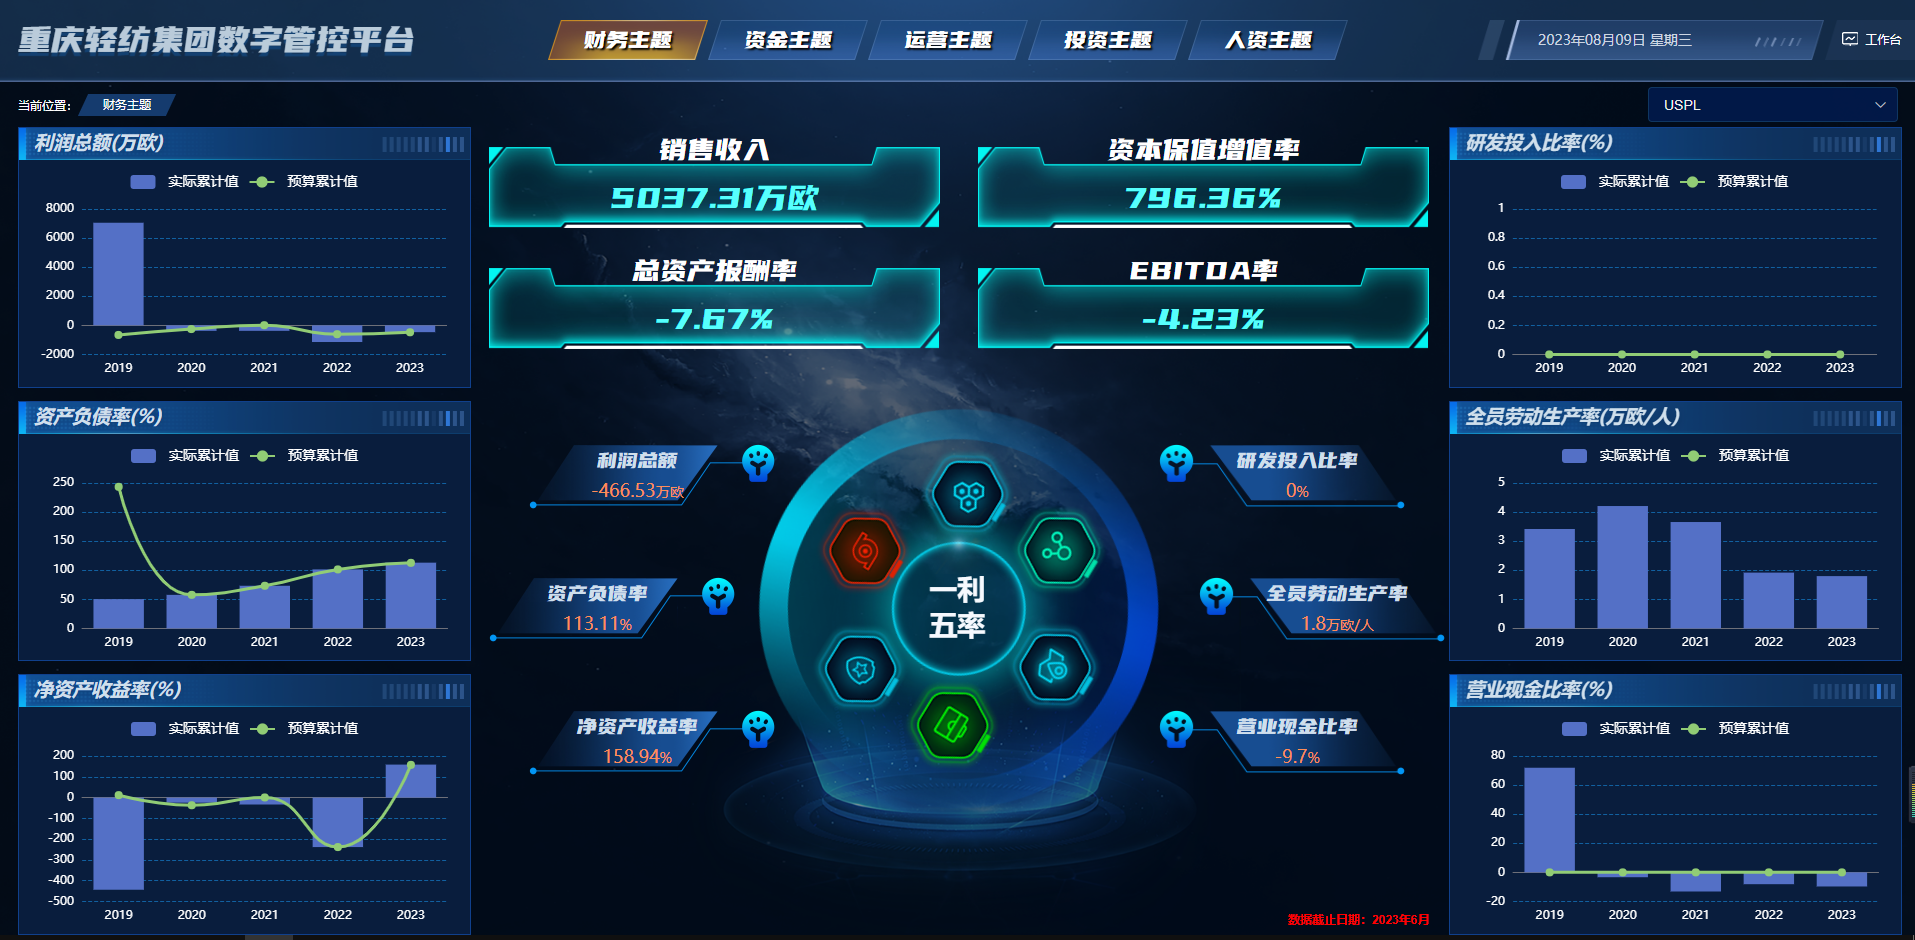 重庆轻纺集团数字管控平台
财务主题
资金主题
运营主题
投资主题
人资主题
2023年08月09日 星期三
工作台
当前位置：
财务主题
USPL
利润总额(万欧)
实际累计值 预算累计值
8000
6000
4000
2000
0
-2000
2019 2020 2021 2022 2023
资产负债率(%)
实际累计值 预算累计值
250
200
150
100
50
0
2019 2020 2021 2022 2023
净资产收益率(%)
实际累计值 预算累计值
200
100
0
-100
-200
-300
-400
-500
2019 2020 2021 2022 2023
销售收入
5037.31万欧
资本保值增值率
796.36%
总资产报酬率
-7.67%
EBITDA率
-4.23%
利润总额
-466.53万欧
资产负债率
113.11%
净资产收益率
158.94%
一利
五率
研发投入比率
0%
全员劳动生产率
1.8万欧/人
营业现金比率
-9.7%
数据截止日期：2023年6月
研发投入比率(%)
实际累计值 预算累计值
1
0.8
0.6
0.4
0.2
0
2019 2020 2021 2022 2023
全员劳动生产率(万欧/人)
实际累计值 预算累计值
5
4
3
2
1
0
2019 2020 2021 2022 2023
营业现金比率(%)
实际累计值 预算累计值
80
60
40
20
0
-20
2019 2020 2021 2022 2023